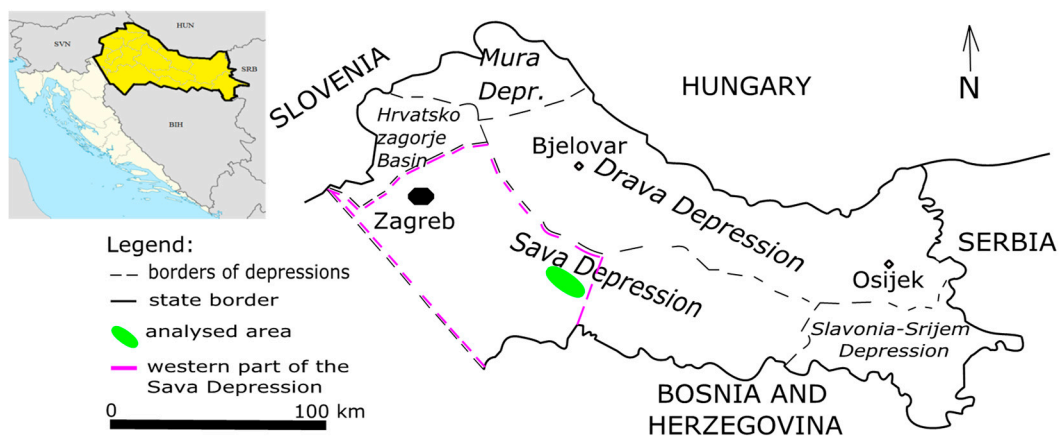 HUN
SVN
SRB
BIH
SLOVENIA
Mura
Depr.
HUNGARY
N
Hrvatsko
zagorje
Basin
Bjelovar
Drava Depression
Zagreb
Sava Depression
SERBIA
Osijek
Slavonia-Srijem
Depression
BOSNIA AND
HERZEGOVINA
Legend:
borders of depressions
state border
analysed area
western part of the
Sava Depression
0 100 km